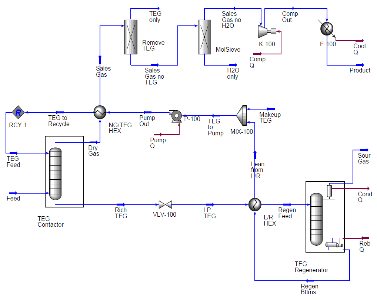 TEG
only
Remove
TEG
Sales
Gas
Sales
Gas no
TEG
Sales
Gas no
H2O
MolSieve
H2O
only
Comp
Out
K-100
Comp
Q
E-100
Cool
Q
Product
RCY-1
TEG to
Recycle
NG/TEG
HEX
Pump
Out
P-100
Pump
Q
TEG
to
Pump
MIX-100
Makeup
TEG
TEG
Feed
Feed
Dry
Gas
TEG
Contactor
Rich
TEG
VLV-100
LP
TEG
Lean
from
L/R
L/R
HEX
Regen
Feed
Sour
Gas
Cond
Q
Reb
Q
TEG
Regenerator
Regen
Bttms